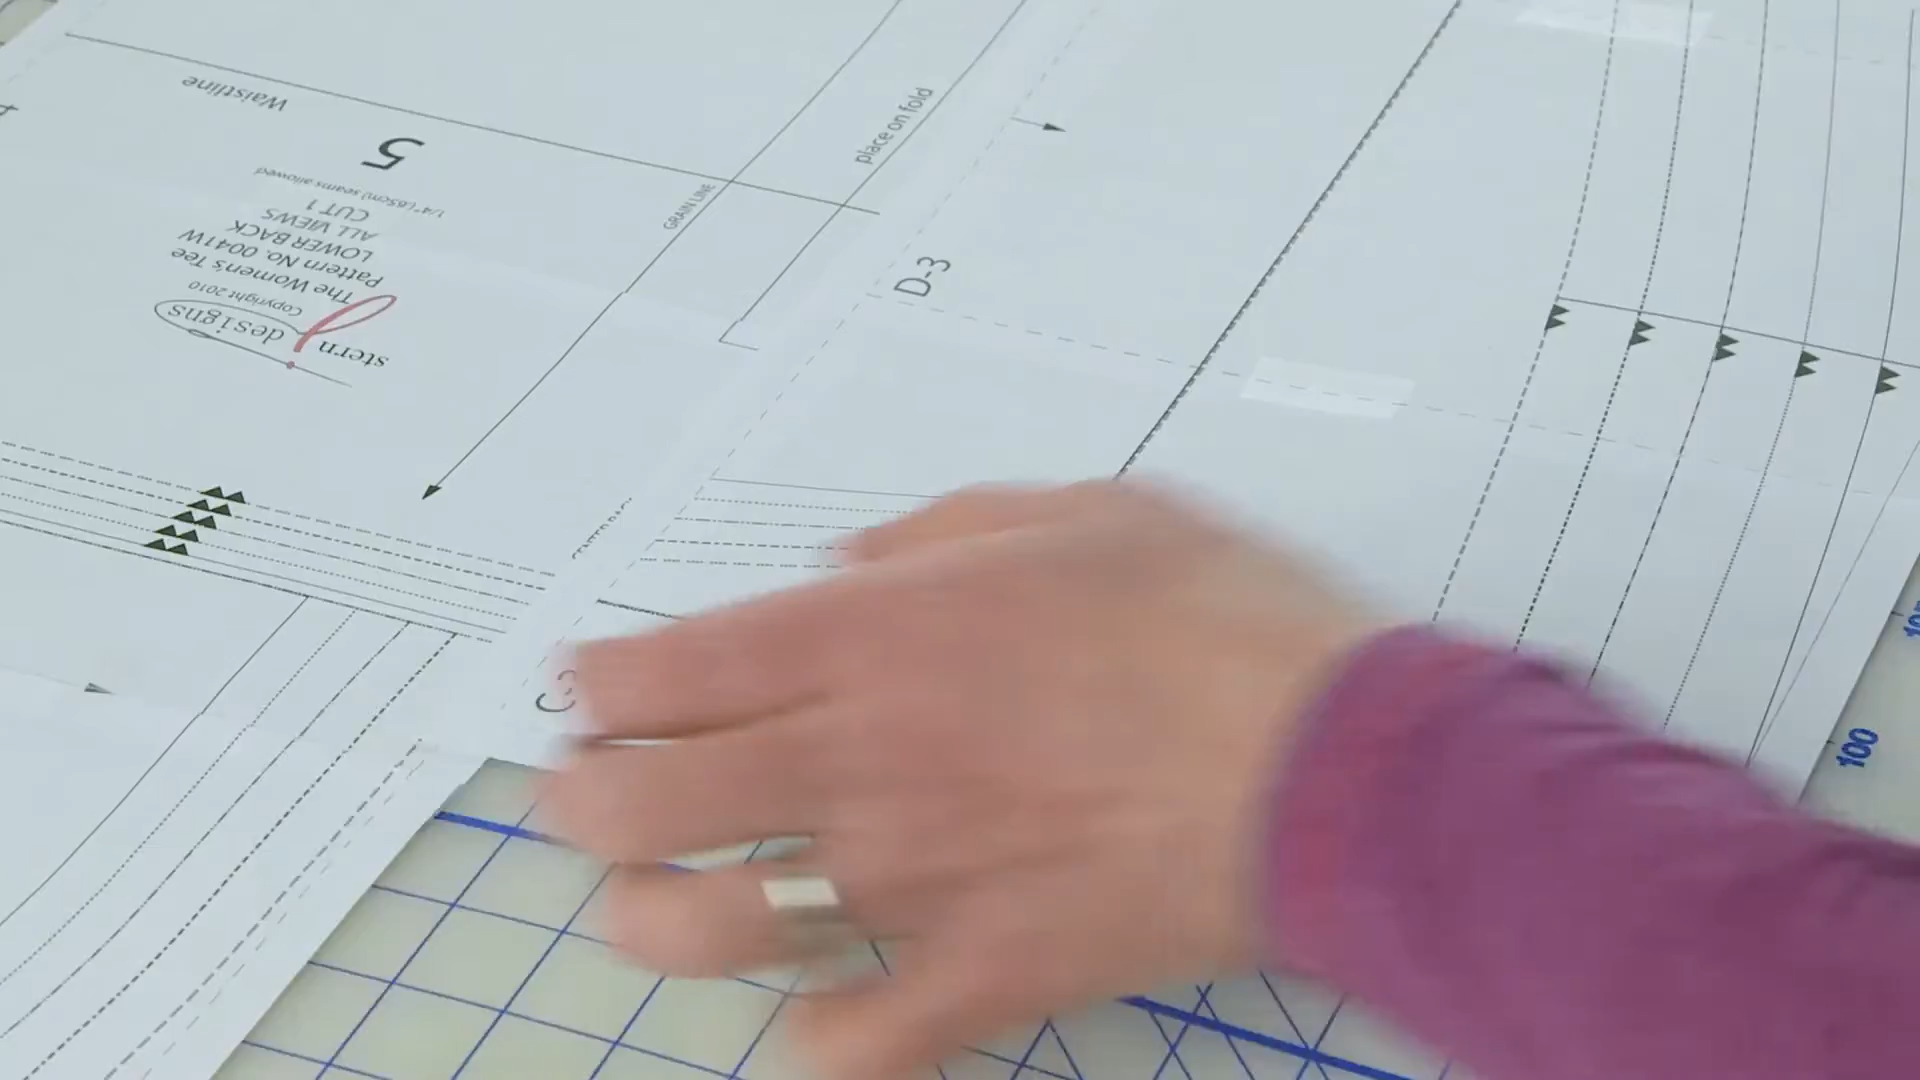 Waistline
place on fold
GRAIN LINE
D-3
stern
designs
Copyright 2010
The Women's Tee
Pattern No. 0041W
LOWER BACK
ALL VIEWS
CUT 1
1/4" (.65cm) seams allowed
5
100